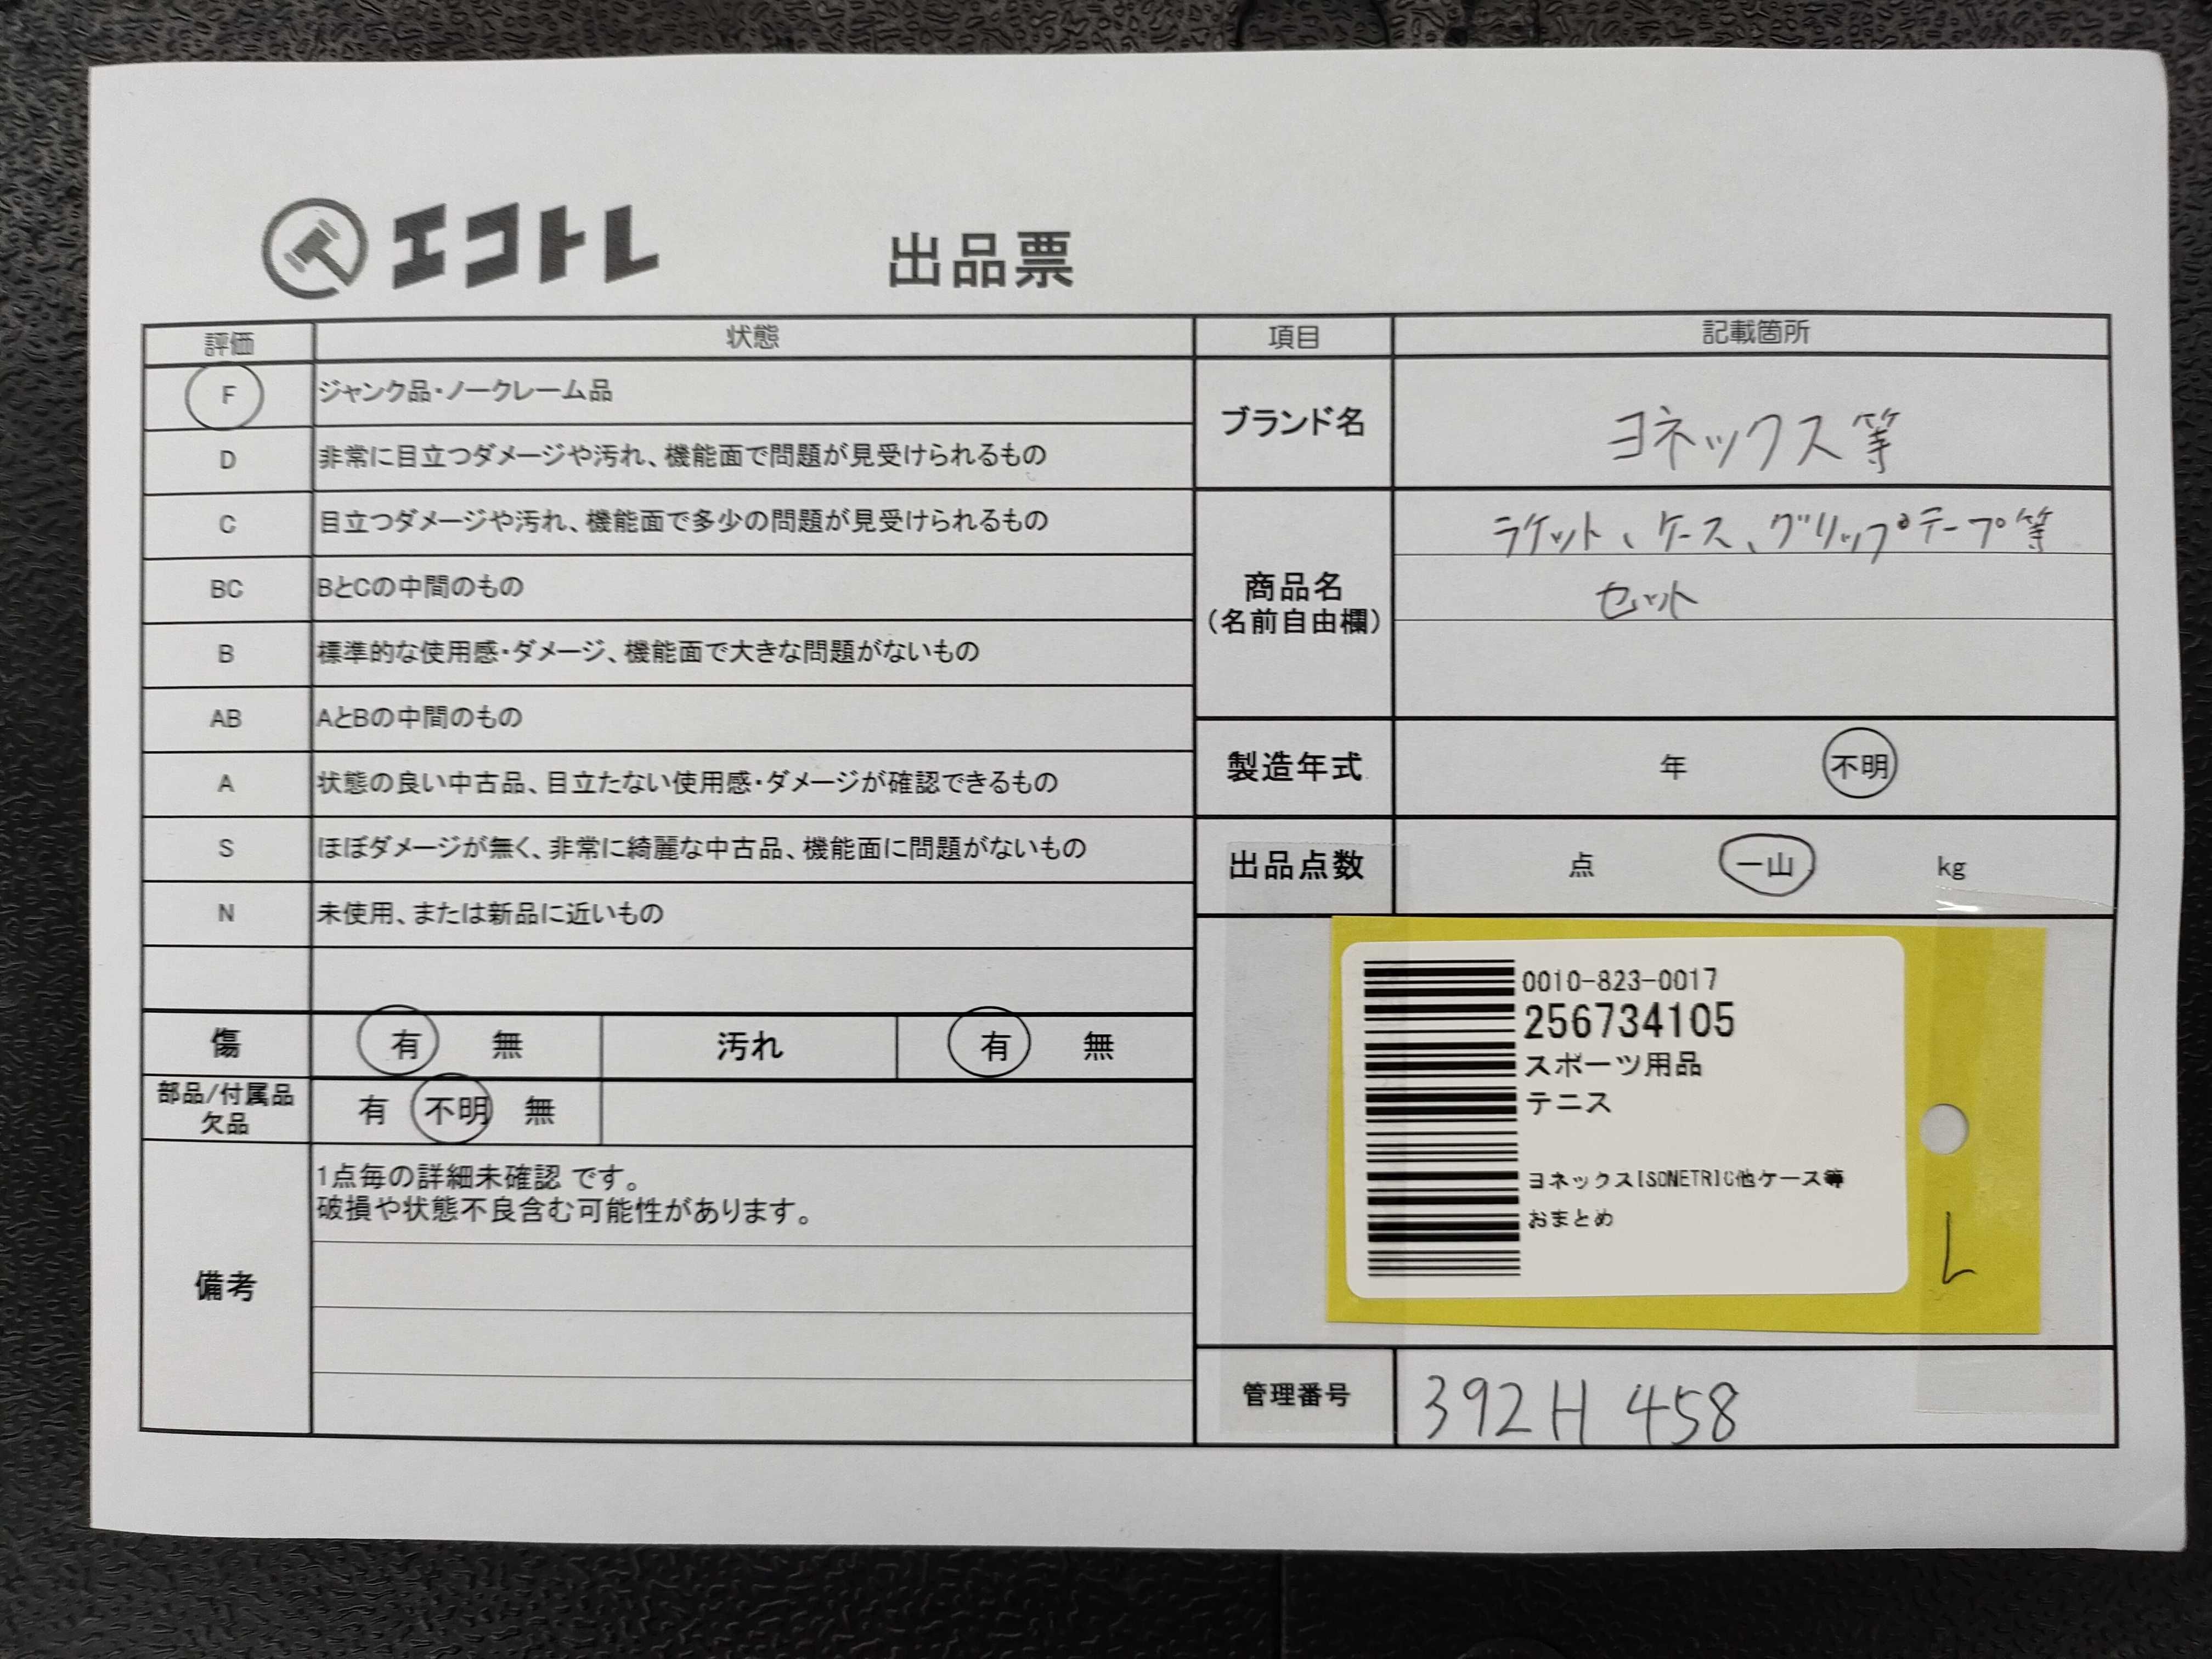 エコトレ 出品票
評価 状態 項目 記載箇所
F ジャンク品・ノークレーム品
D 非常に目立つダメージや汚れ、機能面で問題が見受けられるもの
C 目立つダメージや汚れ、機能面で多少の問題が見受けられるもの
BC BとCの中間のもの
B 標準的な使用感・ダメージ、機能面で大きな問題がないもの
AB AとBの中間のもの
A 状態の良い中古品、目立たない使用感・ダメージが確認できるもの
S ほぼダメージが無く、非常に綺麗な中古品、機能面に問題がないもの
N 未使用、または新品に近いもの
傷 有 無 汚れ 有 無
部品/付属品
欠品
有 不明 無
備考
1点毎の詳細未確認 です。
破損や状態不良含む可能性があります。
ブランド名 ヨネックス等
商品名
(名前自由欄)
ラケット、ケース、グリップテープ等
セット
製造年式 年 不明
出品点数 点 一山 kg
0010-823-0017
256734105
スポーツ用品
テニス
ヨネックスISONETRIC他ケース等
おまとめ
L
管理番号 392H 458